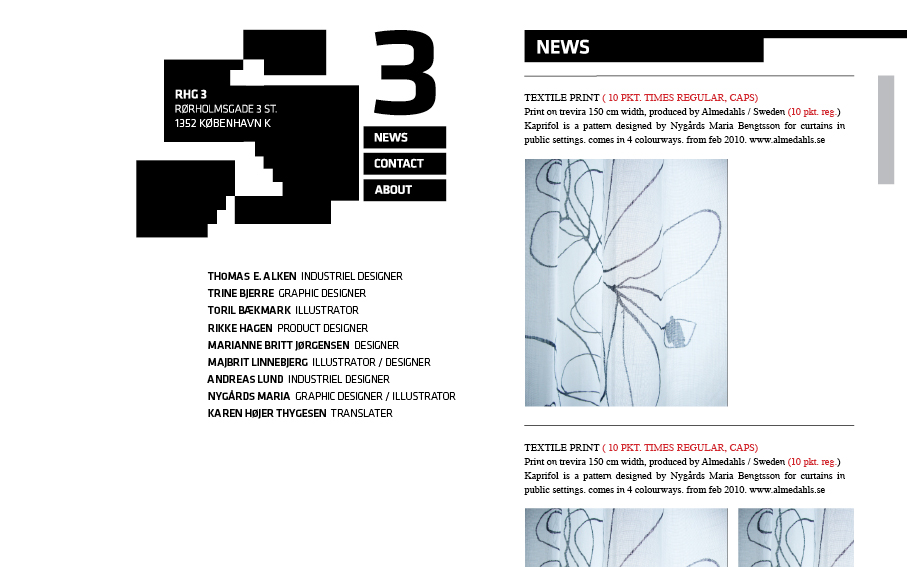 3
RHG 3
RØRHOLMSGADE 3 ST.
1352 KØBENHAVN K
NEWS
CONTACT
ABOUT
THOMAS E. ALKEN INDUSTRIEL DESIGNER
TRINE BJERRE GRAPHIC DESIGNER
TORIL BÆKMARK ILLUSTRATOR
RIKKE HAGEN PRODUCT DESIGNER
MARIANNE BRITT JØRGENSEN DESIGNER
MAJBRIT LINNEBJERG ILLUSTRATOR / DESIGNER
ANDREAS LUND INDUSTRIEL DESIGNER
NYGÅRDS MARIA GRAPHIC DESIGNER / ILLUSTRATOR
KAREN HØJER THYGESEN TRANSLATER
NEWS
TEXTILE PRINT ( 10 PKT. TIMES REGULAR, CAPS)
Print on trevira 150 cm width, produced by Almedahls / Sweden (10 pkt. reg.)
Kaprifol is a pattern designed by Nygårds Maria Bengtsson for curtains in
public settings. comes in 4 colourways. from feb 2010. www.almedahls.se
TEXTILE PRINT ( 10 PKT. TIMES REGULAR, CAPS)
Print on trevira 150 cm width, produced by Almedahls / Sweden (10 pkt. reg.)
Kaprifol is a pattern designed by Nygårds Maria Bengtsson for curtains in
public settings. comes in 4 colourways. from feb 2010. www.almedahls.se